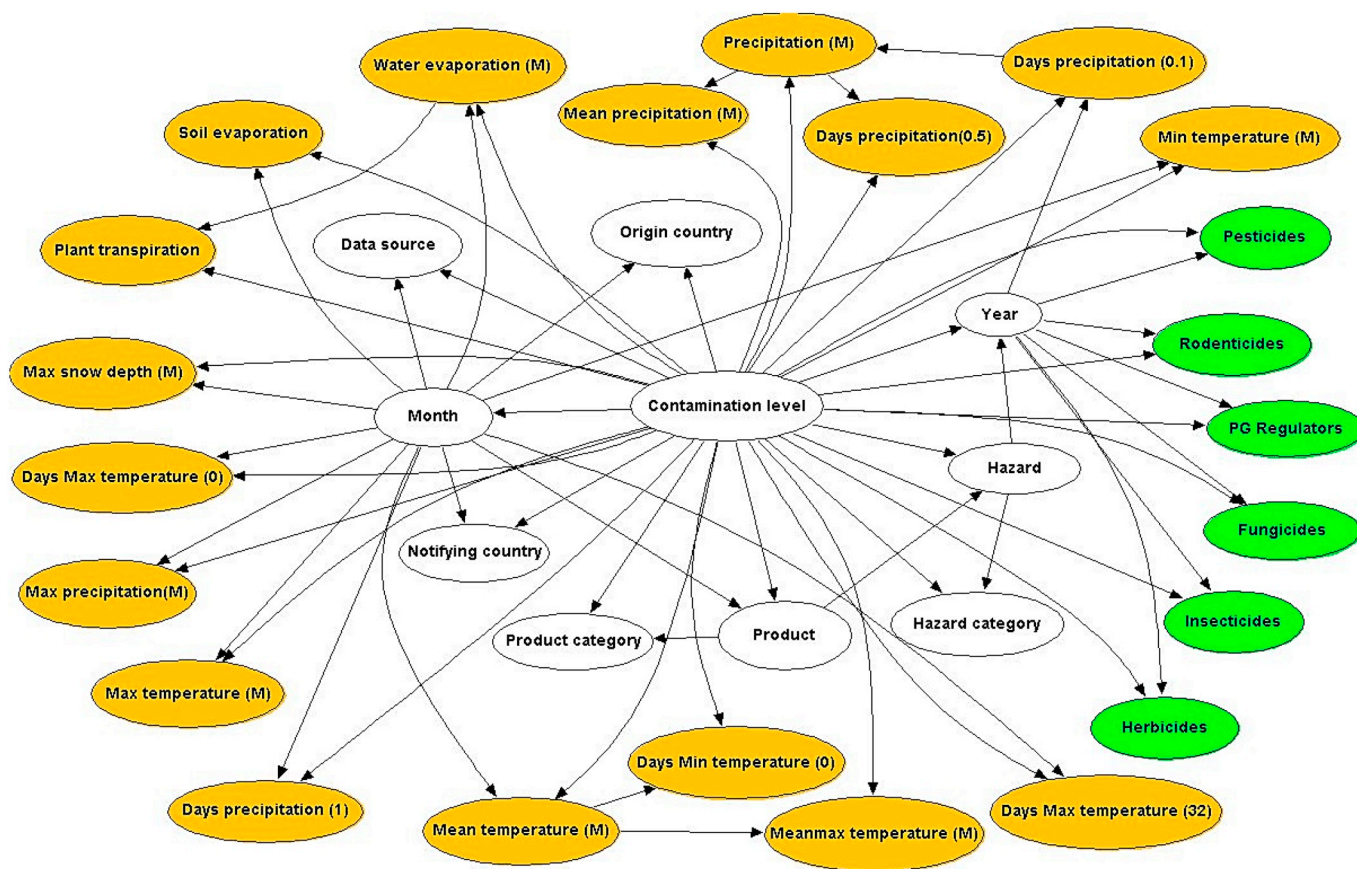 Precipitation (M)
Water evaporation (M)
Days precipitation (0.1)
Mean precipitation (M)
Soil evaporation
Days precipitation(0.5)
Min temperature (M)
Origin country
Pesticides
Data source
Plant transpiration
Year
Rodenticides
Max snow depth (M)
Contamination level
Month
PG Regulators
Hazard
Days Max temperature (0)
Fungicides
Notifying country
Max precipitation(M)
Insecticides
Hazard category
Product
Product category
Max temperature (M)
Herbicides
Days Min temperature (0)
Days precipitation (1)
Days Max temperature (32)
Mean temperature (M)
Meanmax temperature (M)